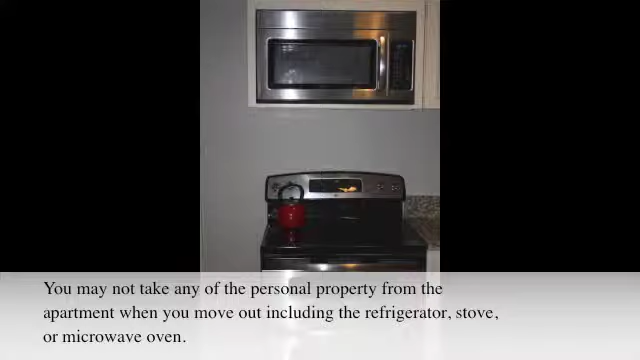 You may not take any of the personal property from the
apartment when you move out including the refrigerator, stove,
or microwave oven.